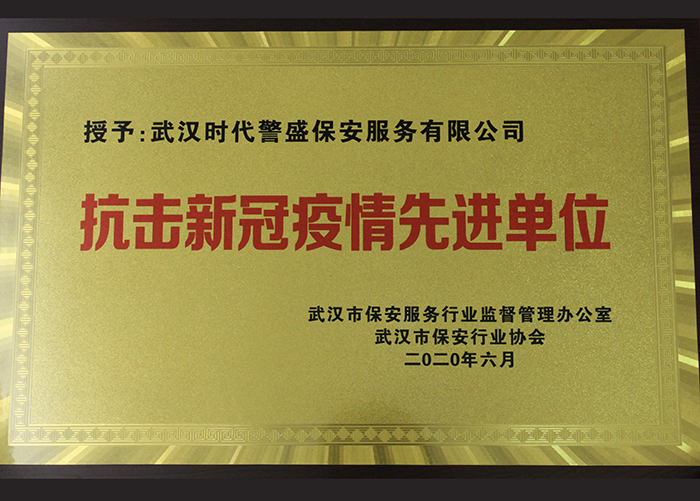 授予:武汉时代警盛保安服务有限公司
抗击新冠疫情先进单位
武汉市保安服务行业监督管理办公室
武汉市保安行业协会
二〇二〇年六月